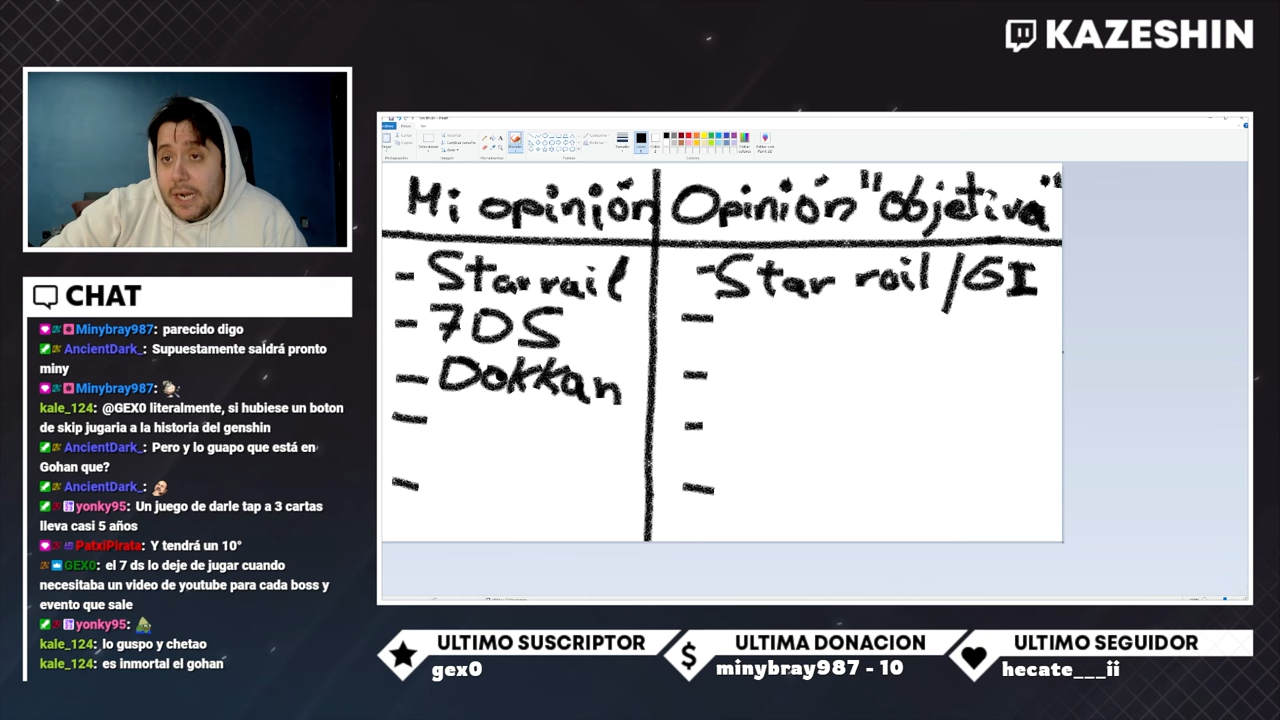 KAZESHIN
Mi opinión
Opinión "objetiva"
- Star rail
- 7DS
- Dokkan
-
-
- Star rail / GI
-
-
-
-
CHAT
Minybray987: parecido digo
AncientDark_: Supuestamente saldrá pronto
miny
Minybray987:
kale_124: @GEX0 literalmente, si hubiese un boton
de skip jugaria a la historia del genshin
AncientDark_: Pero y lo guapo que está en
Gohan que?
AncientDark_:
yonky95: Un juego de darle tap a 3 cartas
lleva casi 5 años
PatxiPirata: Y tendrá un 10°
GEX0: el 7 ds lo deje de jugar cuando
necesitaba un video de youtube para cada boss y
evento que sale
yonky95:
kale_124: lo guspo y chetao
kale_124: es inmortal el gohan
ULTIMO SUSCRIPTOR
gex0
ULTIMA DONACION
minybray987 - 10
ULTIMO SEGUIDOR
hecate___ii